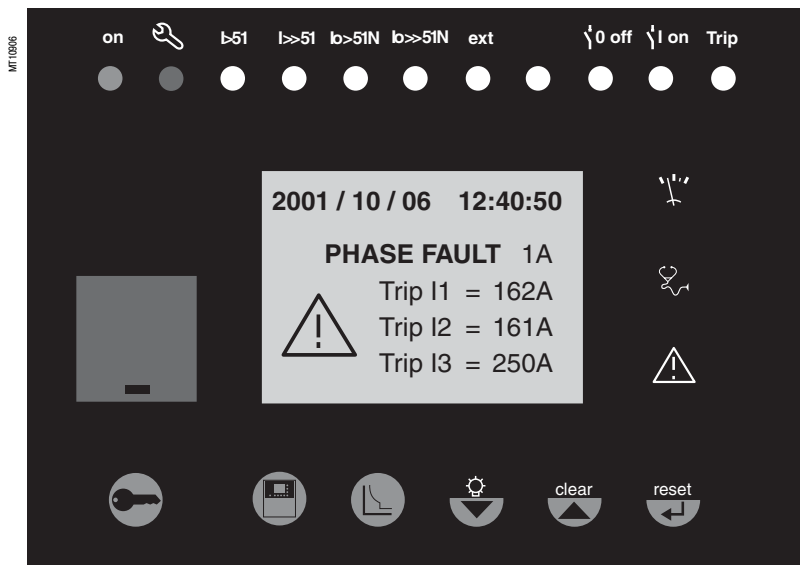 MT10906
on I>51 I>>51 Io>51N Io>>51N ext 0 off I on Trip
2001 / 10 / 06 12:40:50
PHASE FAULT 1A
Trip I1 = 162A
Trip I2 = 161A
Trip I3 = 250A
clear reset